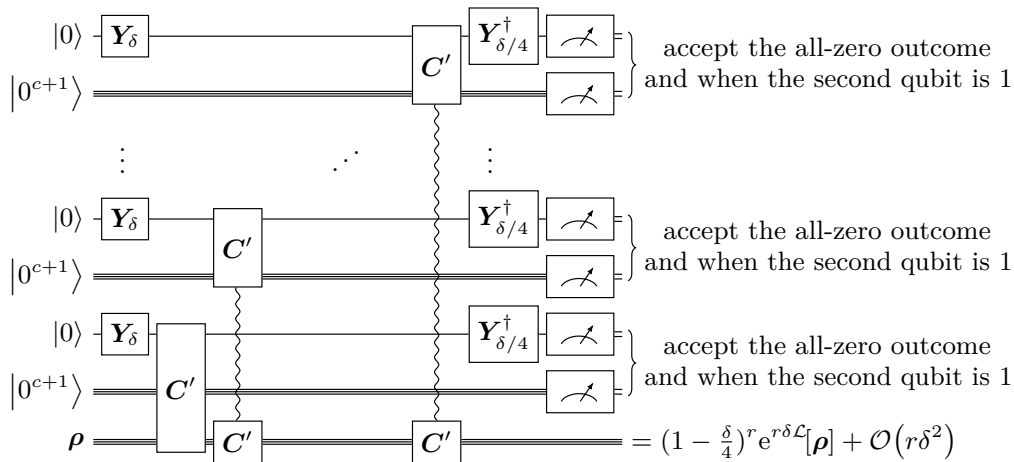 |0⟩ Y_δ C′ Y†_{δ/4} accept the all-zero outcome
|0^{c+1}⟩ and when the second qubit is 1
⋮ ⋰ ⋮
|0⟩ Y_δ C′ Y†_{δ/4} accept the all-zero outcome
|0^{c+1}⟩ and when the second qubit is 1
|0⟩ Y_δ C′ Y†_{δ/4} accept the all-zero outcome
|0^{c+1}⟩ and when the second qubit is 1
ρ C′ C′ = (1 − δ/4)^r e^{rδℒ}[ρ] + 𝒪(rδ²)